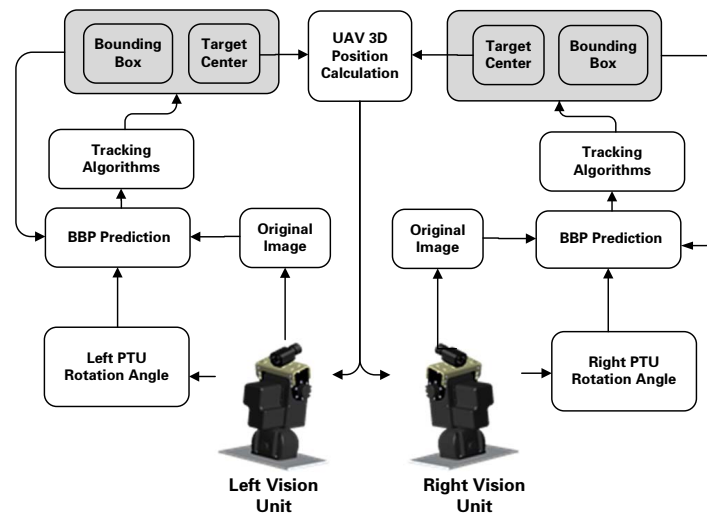 Bounding
Box
Target
Center
UAV 3D
Position
Calculation
Target
Center
Bounding
Box
Tracking
Algorithms
Tracking
Algorithms
BBP Prediction
Original
Image
Original
Image
BBP Prediction
Left PTU
Rotation Angle
Right PTU
Rotation Angle
Left Vision
Unit
Right Vision
Unit